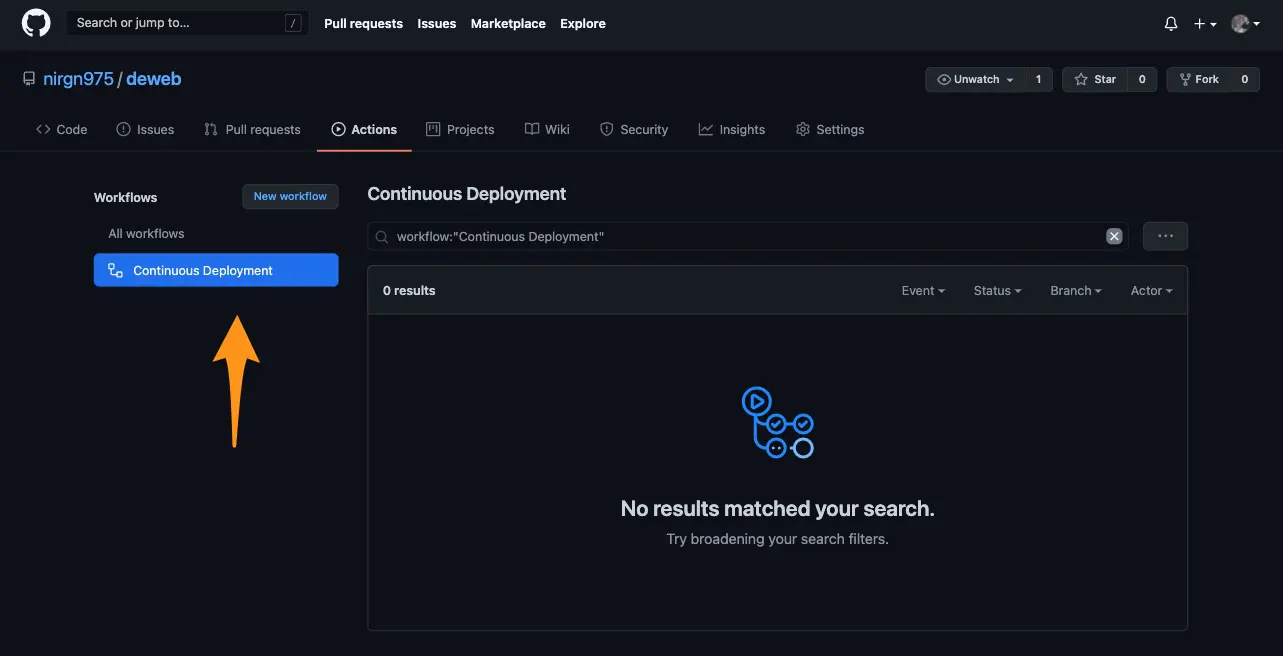 Search or jump to... / Pull requests Issues Marketplace Explore
nirgn975 / deweb Unwatch 1 Star 0 Fork 0
Code Issues Pull requests Actions Projects Wiki Security Insights Settings
Workflows New workflow
All workflows
Continuous Deployment
Continuous Deployment
workflow:"Continuous Deployment"
0 results Event Status Branch Actor
No results matched your search.
Try broadening your search filters.